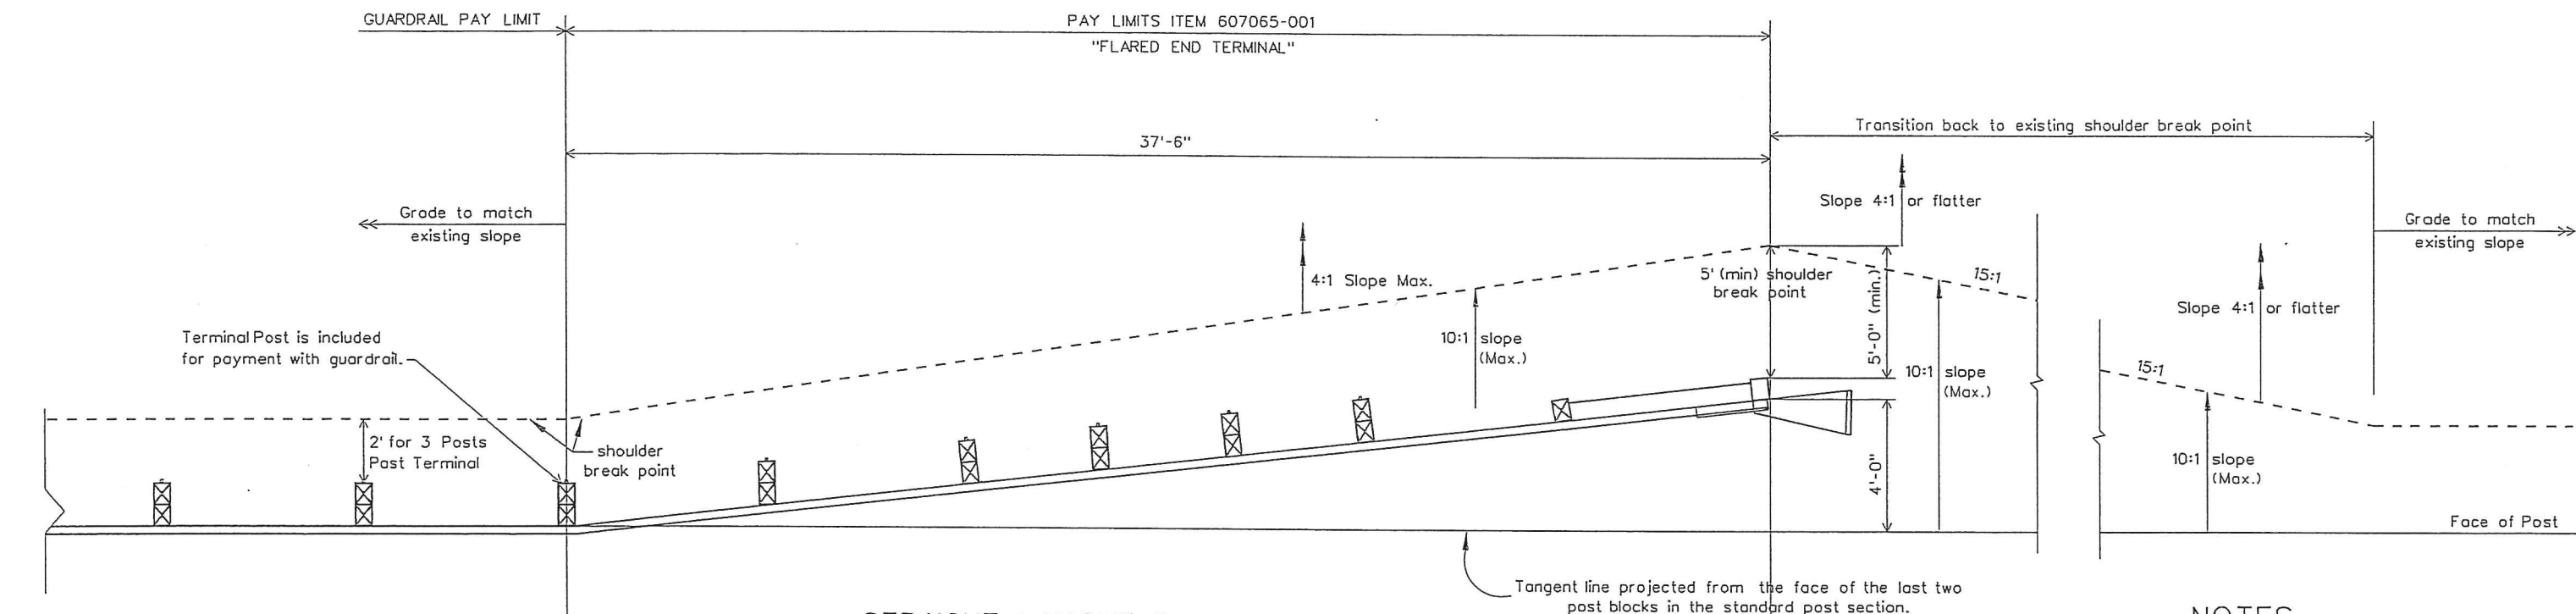 GUARDRAIL PAY LIMIT
PAY LIMITS ITEM 607065-001
"FLARED END TERMINAL"
Transition back to existing shoulder break point
37'-6"
Slope 4:1 or flatter
Grade to match
existing slope
Grade to match
existing slope
4:1 Slope Max.
5' (min) shoulder
break point
5'-0" (min.)
15:1
Slope 4:1 or flatter
Terminal Post is included
for payment with guardrail.
10:1 slope
(Max.)
10:1 slope
(Max.)
15:1
2' for 3 Posts
Past Terminal
shoulder
break point
4'-0"
10:1 slope
(Max.)
Face of Post
Tangent line projected from the face of the last two
post blocks in the standard post section.
NOTES